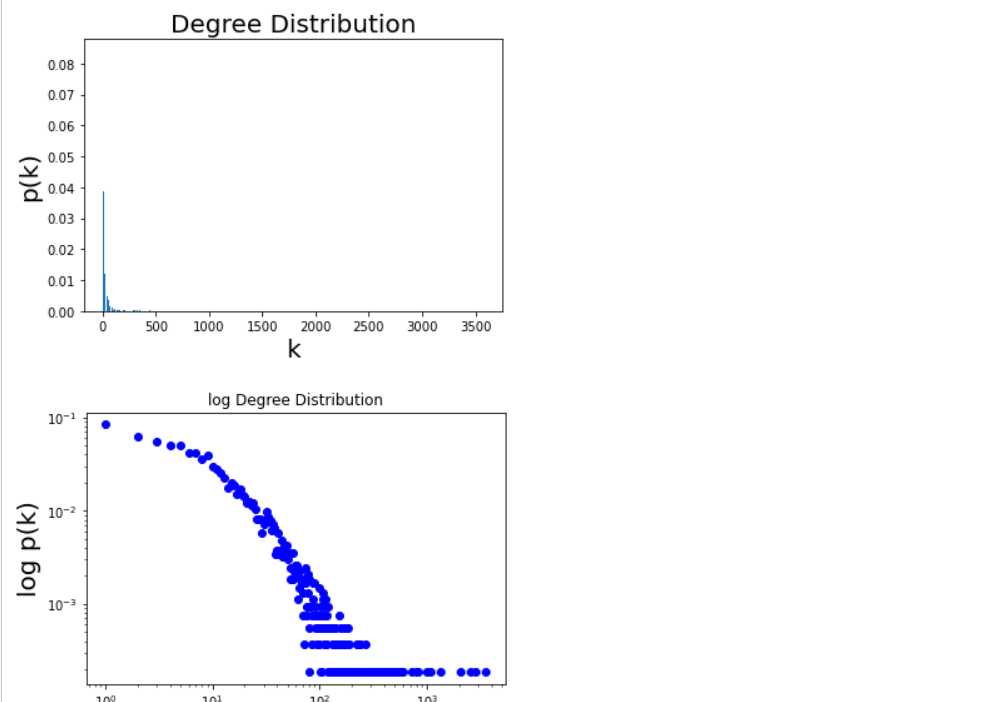 Degree Distribution
0.08
0.07
0.06
0.05
0.04
0.03
0.02
0.01
0.00
p(k)
0 500 1000 1500 2000 2500 3000 3500
k
log Degree Distribution
10⁻¹
10⁻²
10⁻³
log p(k)
10⁰ 10¹ 10² 10³